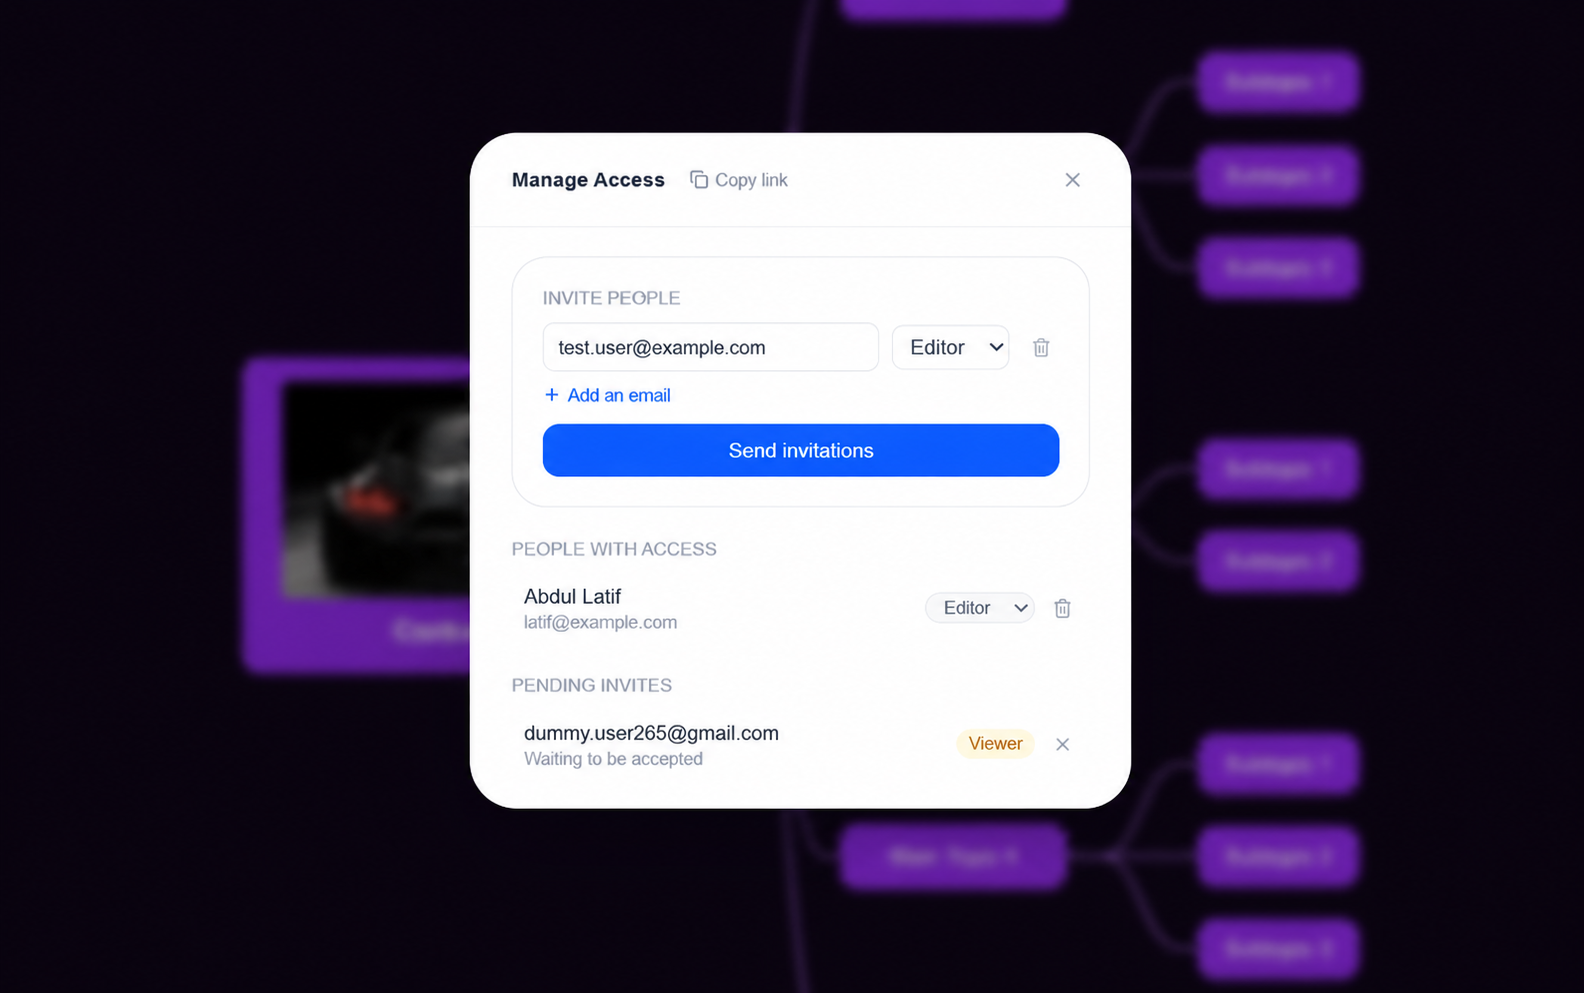 Manage Access
Copy link
INVITE PEOPLE
test.user@example.com
Editor
+ Add an email
Send invitations
PEOPLE WITH ACCESS
Abdul Latif
Editor
latif@example.com
PENDING INVITES
dummy.user265@gmail.com
Viewer
Waiting to be accepted